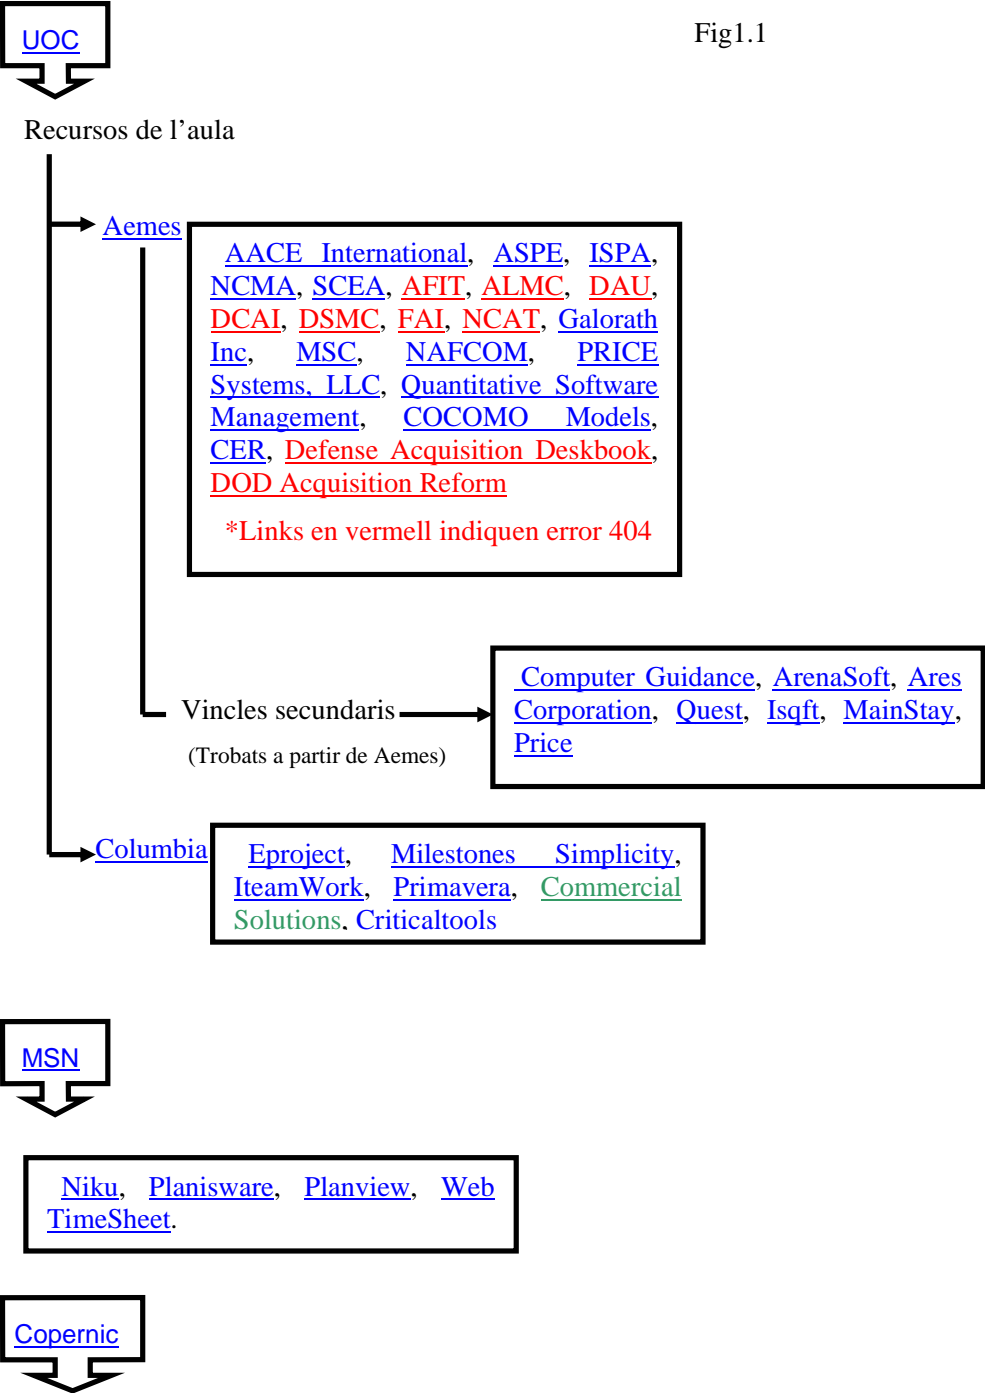 UOC
Fig1.1
Recursos de l’aula
Aemes
AACE International, ASPE, ISPA,
NCMA, SCEA, AFIT, ALMC, DAU,
DCAI, DSMC, FAI, NCAT, Galorath
Inc, MSC, NAFCOM, PRICE
Systems, LLC, Quantitative Software
Management, COCOMO Models,
CER, Defense Acquisition Deskbook,
DOD Acquisition Reform
*Links en vermell indiquen error 404
Vincles secundaris
(Trobats a partir de Aemes)
Computer Guidance, ArenaSoft, Ares
Corporation, Quest, Isqft, MainStay,
Price
Columbia
Eproject, Milestones Simplicity,
IteamWork, Primavera, Commercial
Solutions, Criticaltools
MSN
Niku, Planisware, Planview, Web
TimeSheet.
Copernic